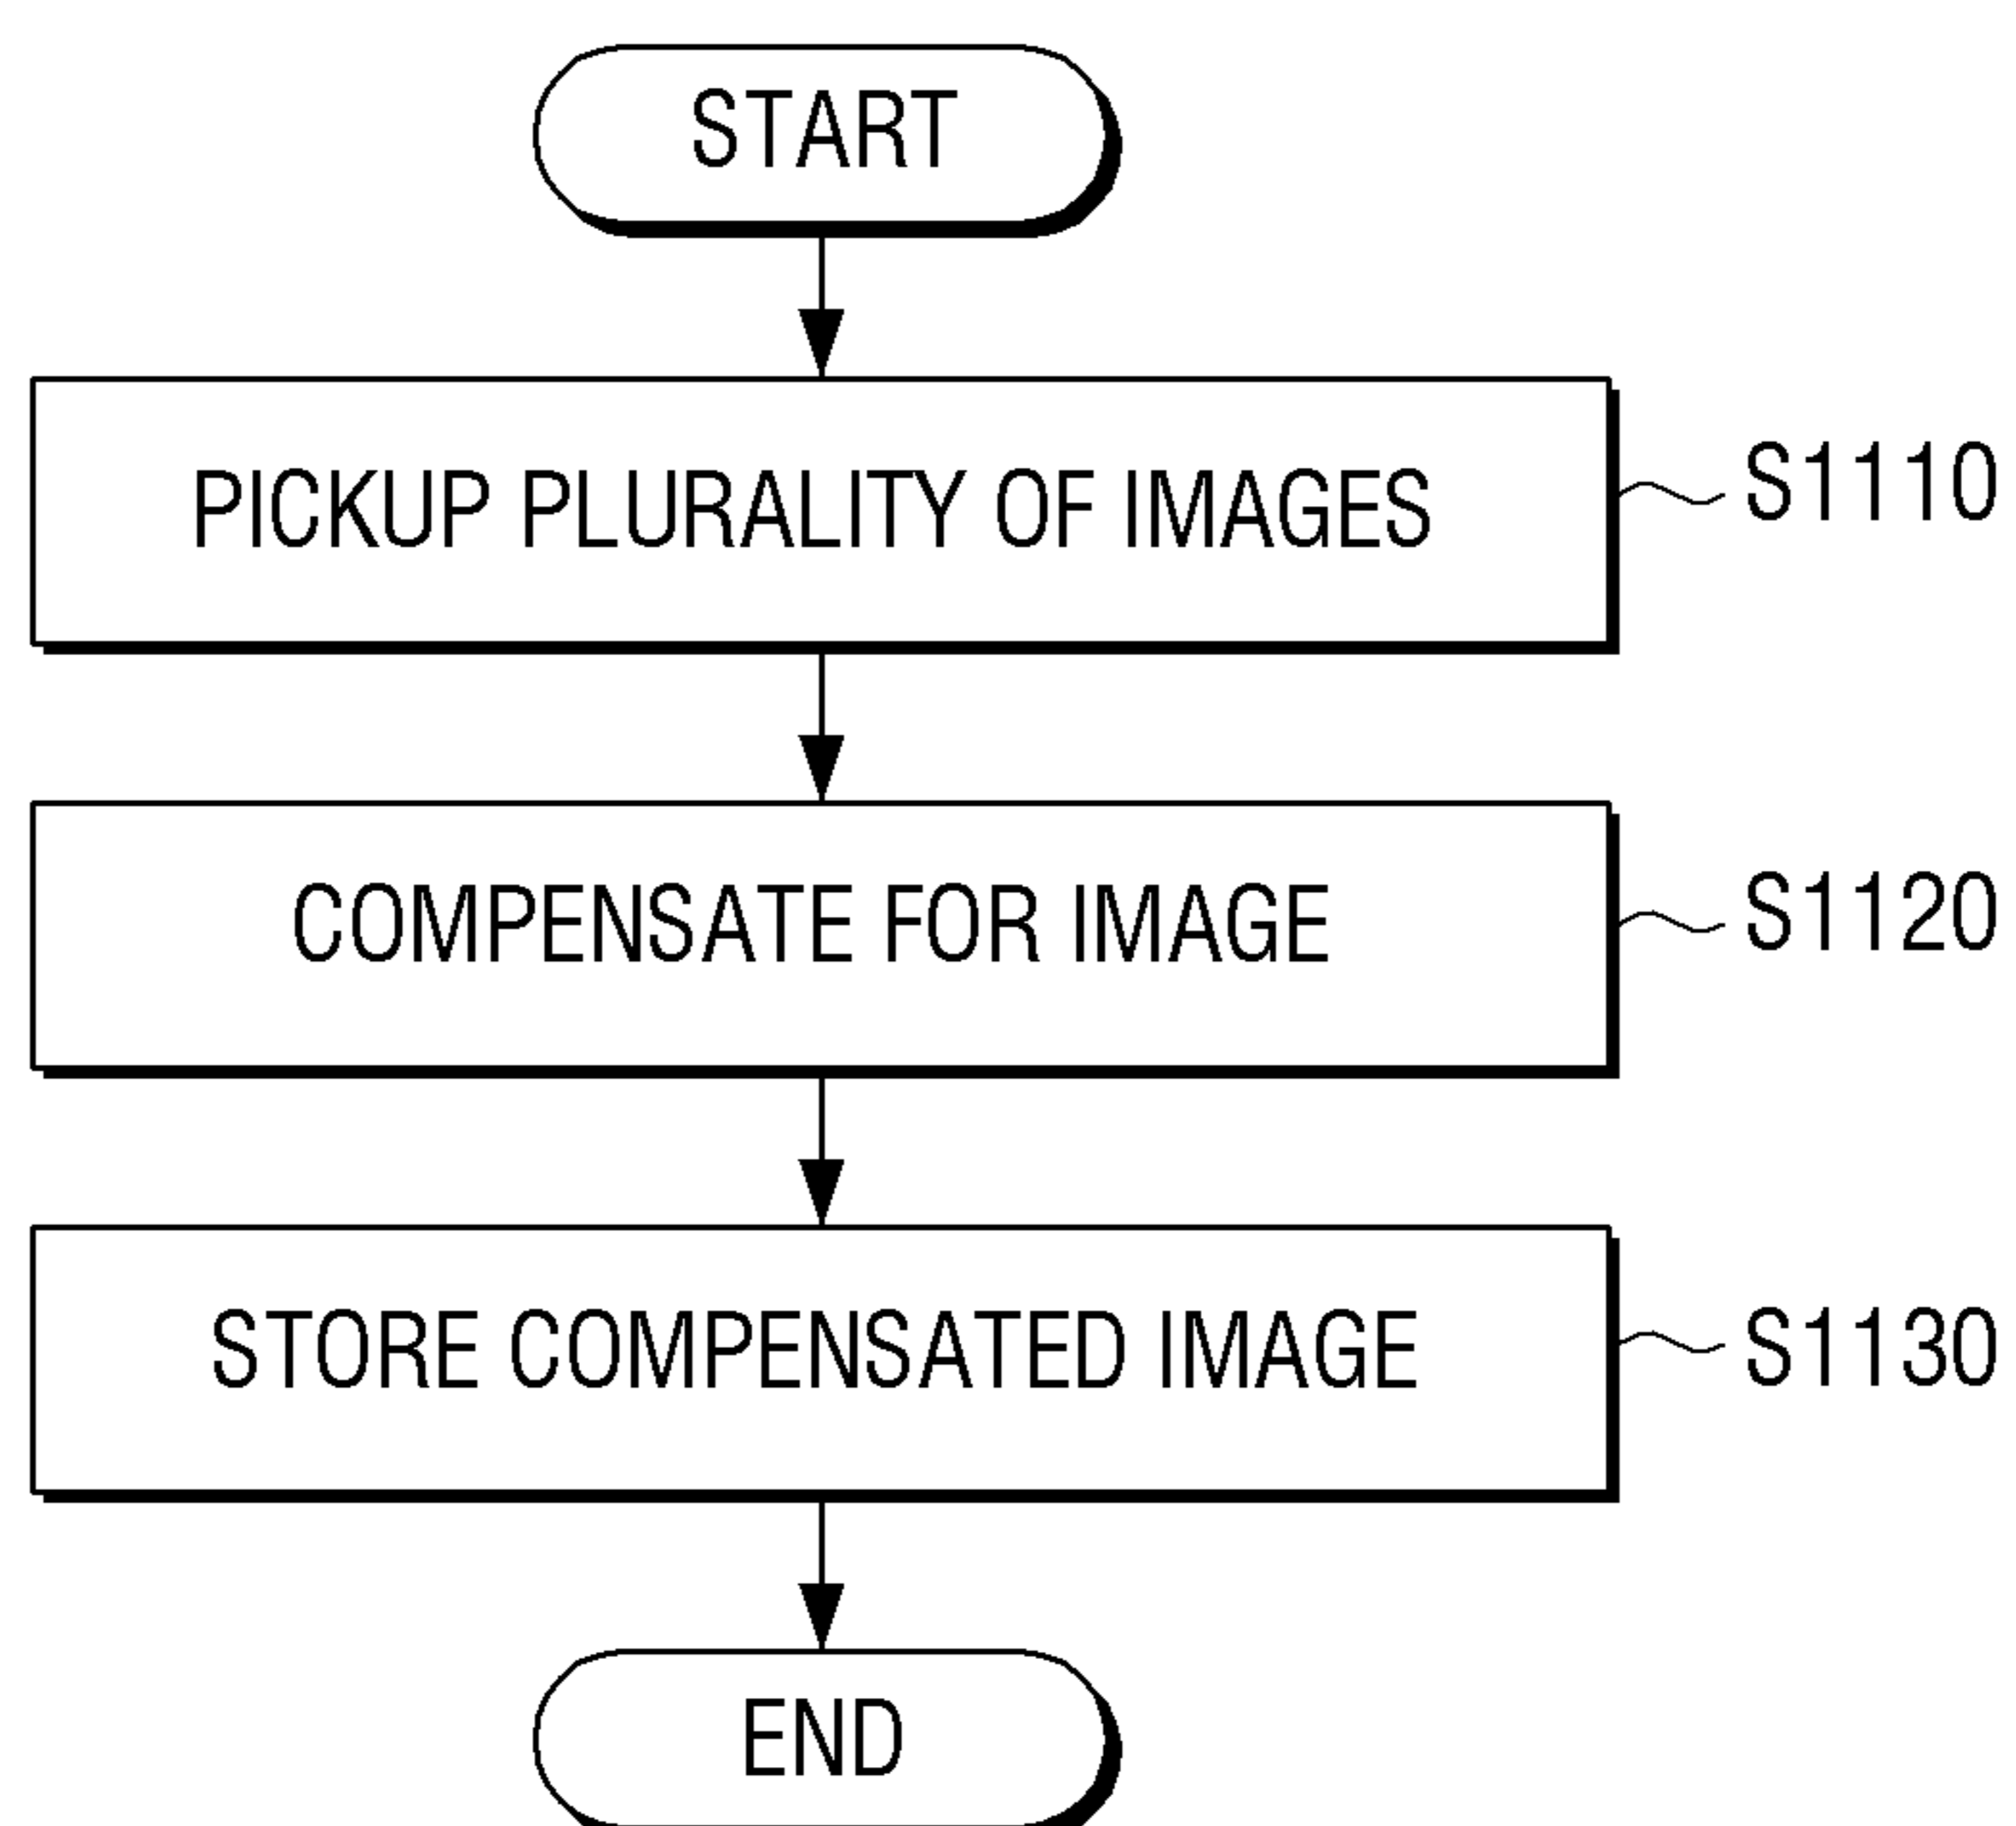 START
PICKUP PLURALITY OF IMAGES
S1110
COMPENSATE FOR IMAGE
S1120
STORE COMPENSATED IMAGE
S1130
END